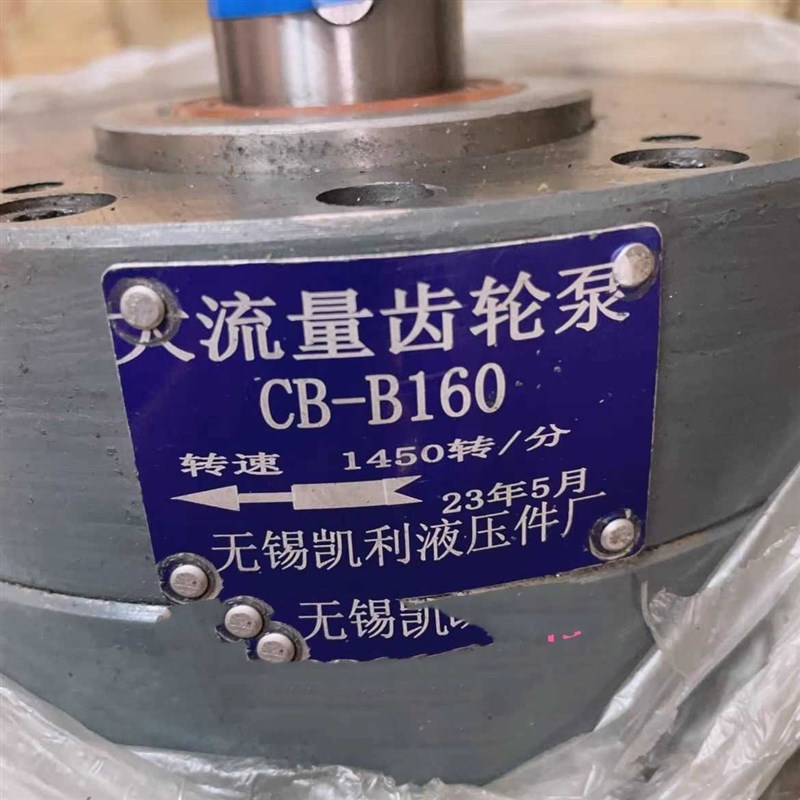 大流量齿轮泵
CB-B160
转速 1450转/分
23年5月
无锡凯利液压件厂
无锡凯